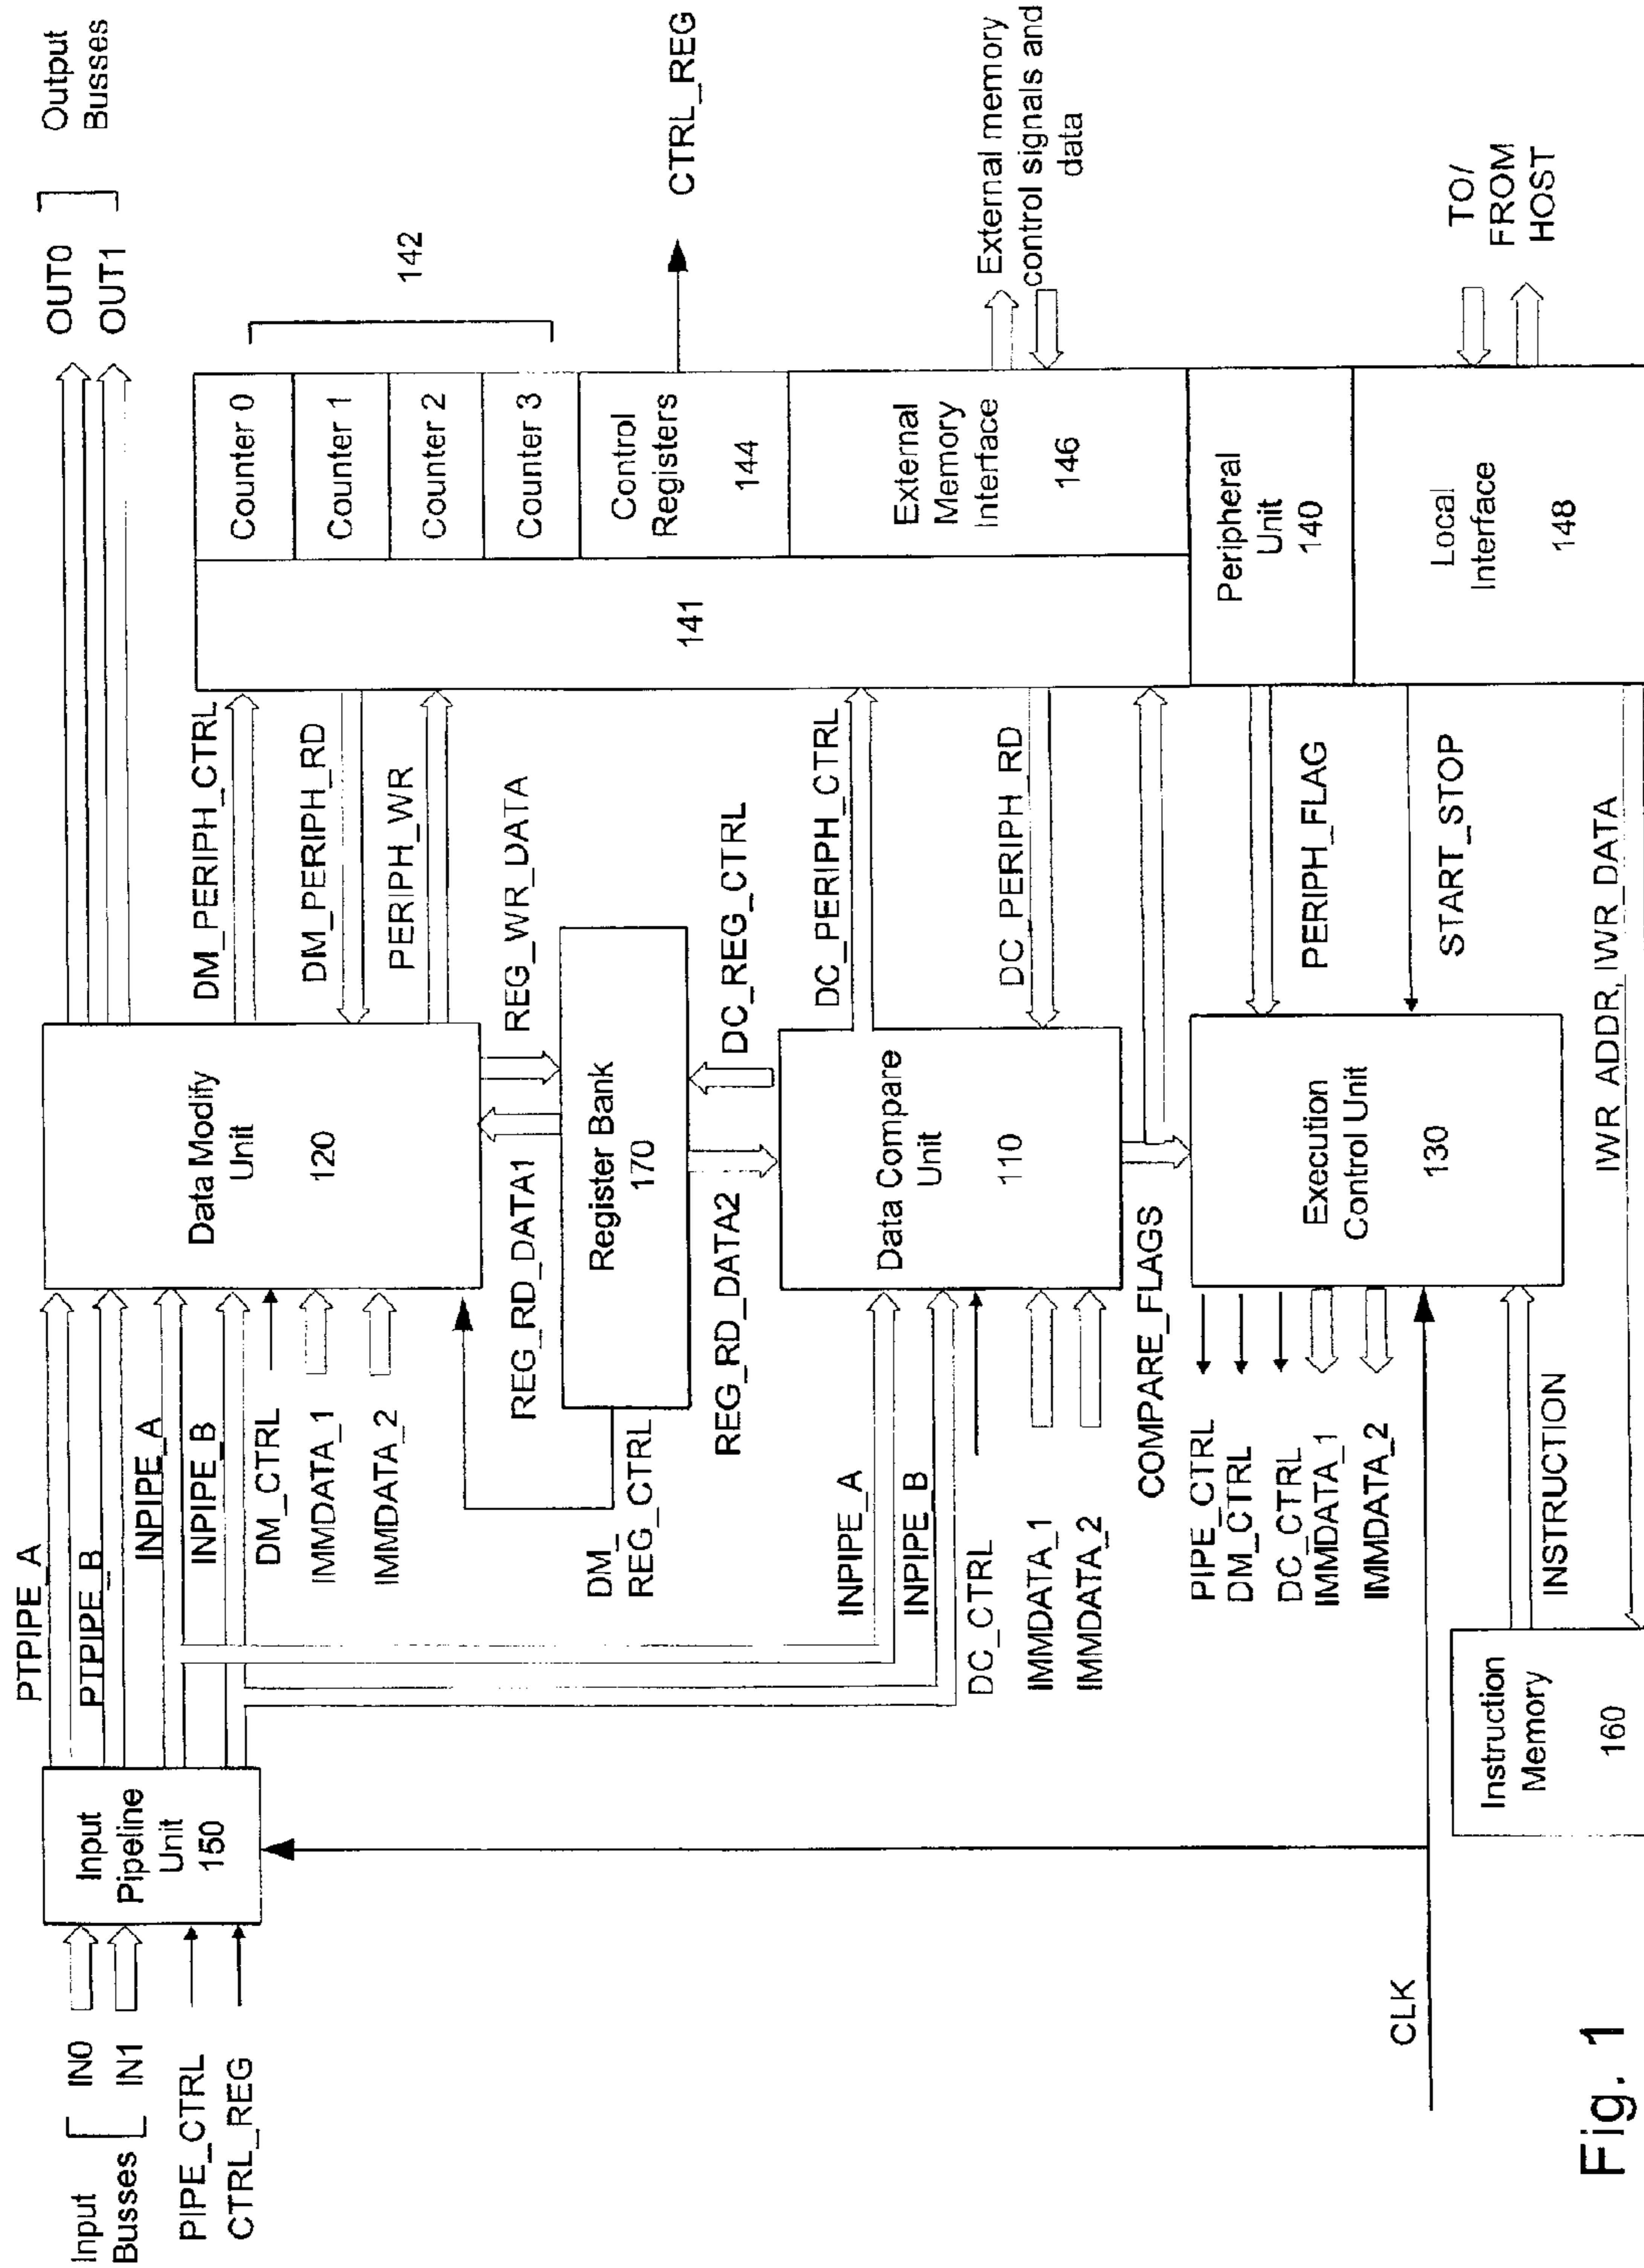 Input
Busses
IN0
IN1
PIPE_CTRL
CTRL_REG
Input
Pipeline
Unit
150
PTPIPE_A
PTPIPE_B
INPIPE_A
INPIPE_B
DM_CTRL
IMMDATA_1
IMMDATA_2
Data Modify
Unit
120
OUT0
OUT1
Output
Busses
DM_PERIPH_CTRL
DM_PERIPH_RD
PERIPH_WR
REG_WR_DATA
REG_RD_DATA1
Register Bank
170
DM_
REG_CTRL
REG_RD_DATA2
DC_REG_CTRL
INPIPE_A
INPIPE_B
DC_CTRL
IMMDATA_1
IMMDATA_2
Data Compare
Unit
110
DC_PERIPH_CTRL
DC_PERIPH_RD
COMPARE_FLAGS
PIPE_CTRL
DM_CTRL
DC_CTRL
IMMDATA_1
IMMDATA_2
Execution
Control Unit
130
PERIPH_FLAG
START_STOP
INSTRUCTION
IWR ADDR, IWR_DATA
Instruction
Memory
160
CLK
141
Counter 0
Counter 1
Counter 2
Counter 3
142
Control
Registers
144
CTRL_REG
External
Memory
Interface
146
External memory
control signals and
data
Peripheral
Unit
140
Local
Interface
148
TO/
FROM
HOST
Fig. 1